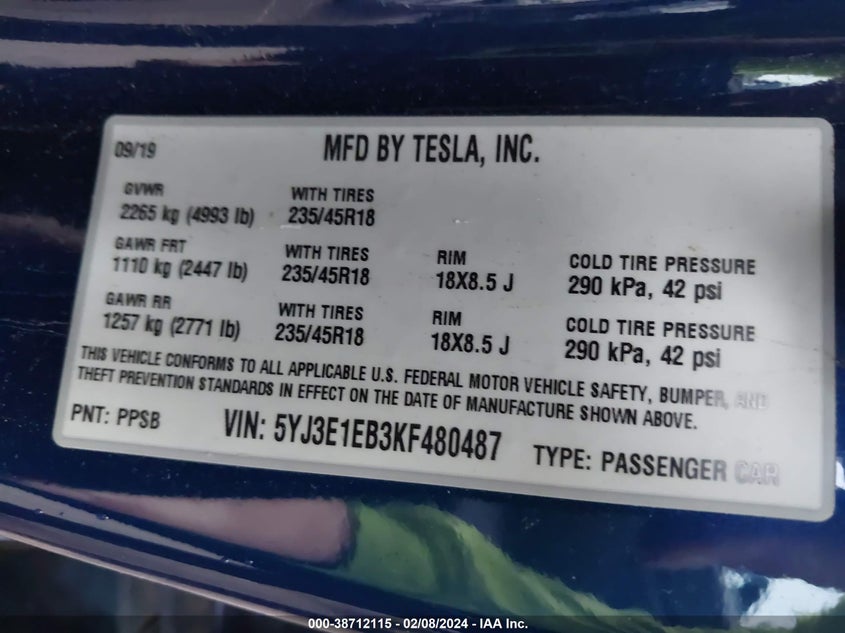 09/19 MFD BY TESLA, INC.
GVWR WITH TIRES
2265 kg (4993 lb) 235/45R18
GAWR FRT WITH TIRES RIM COLD TIRE PRESSURE
1110 kg (2447 lb) 235/45R18 18X8.5 J 290 kPa, 42 psi
GAWR RR WITH TIRES RIM COLD TIRE PRESSURE
1257 kg (2771 lb) 235/45R18 18X8.5 J 290 kPa, 42 psi
THIS VEHICLE CONFORMS TO ALL APPLICABLE U.S. FEDERAL MOTOR VEHICLE SAFETY, BUMPER, AND
THEFT PREVENTION STANDARDS IN EFFECT ON THE DATE OF MANUFACTURE SHOWN ABOVE.
PNT: PPSB VIN: 5YJ3E1EB3KF480487 TYPE: PASSENGER CAR
000-38712115 - 02/08/2024 - IAA Inc.